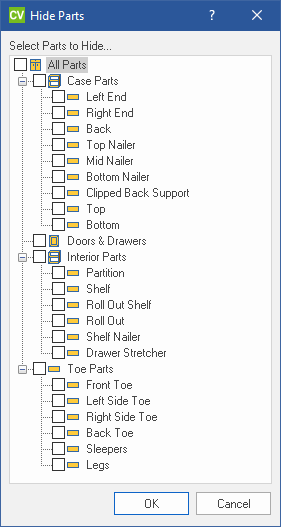 CV Hide Parts ?
Select Parts to Hide...
All Parts
Case Parts
Left End
Right End
Back
Top Nailer
Mid Nailer
Bottom Nailer
Clipped Back Support
Top
Bottom
Doors & Drawers
Interior Parts
Partition
Shelf
Roll Out Shelf
Roll Out
Shelf Nailer
Drawer Stretcher
Toe Parts
Front Toe
Left Side Toe
Right Side Toe
Back Toe
Sleepers
Legs
OK Cancel